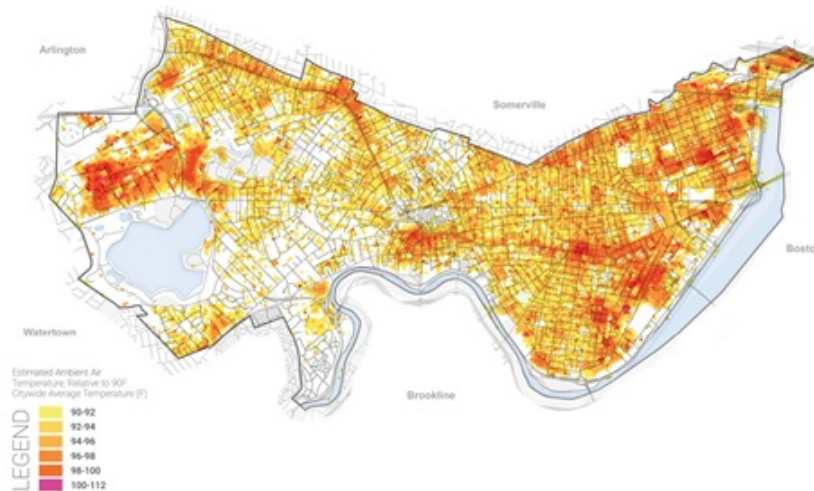 Arlington
Somerville
Bosto
Watertown
Brookline
Estimated Ambient Air
Temperature, Relative to 90F
Citywide Average Temperature (F)
LEGEND
90-92
92-94
94-96
96-98
98-100
100-112